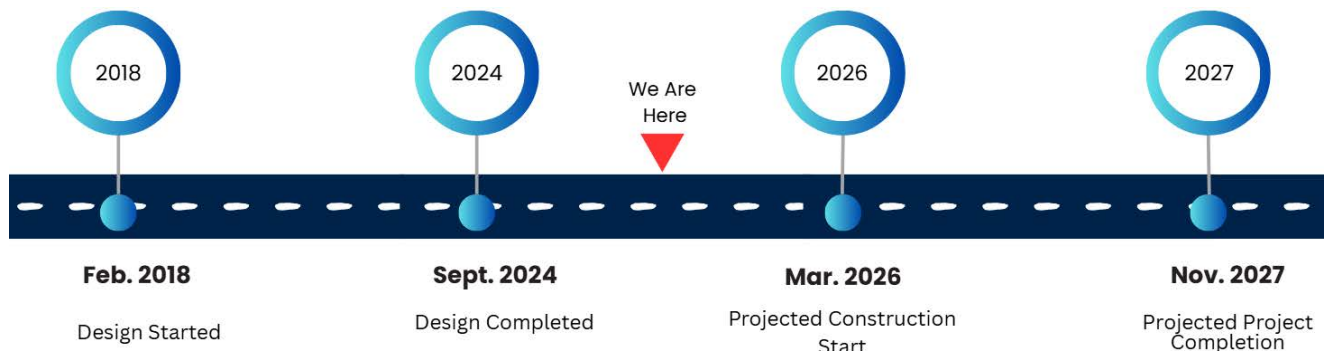 2018
2024
We Are
Here
2026
2027
Feb. 2018
Sept. 2024
Mar. 2026
Nov. 2027
Design Started
Design Completed
Projected Construction
Start
Projected Project
Completion